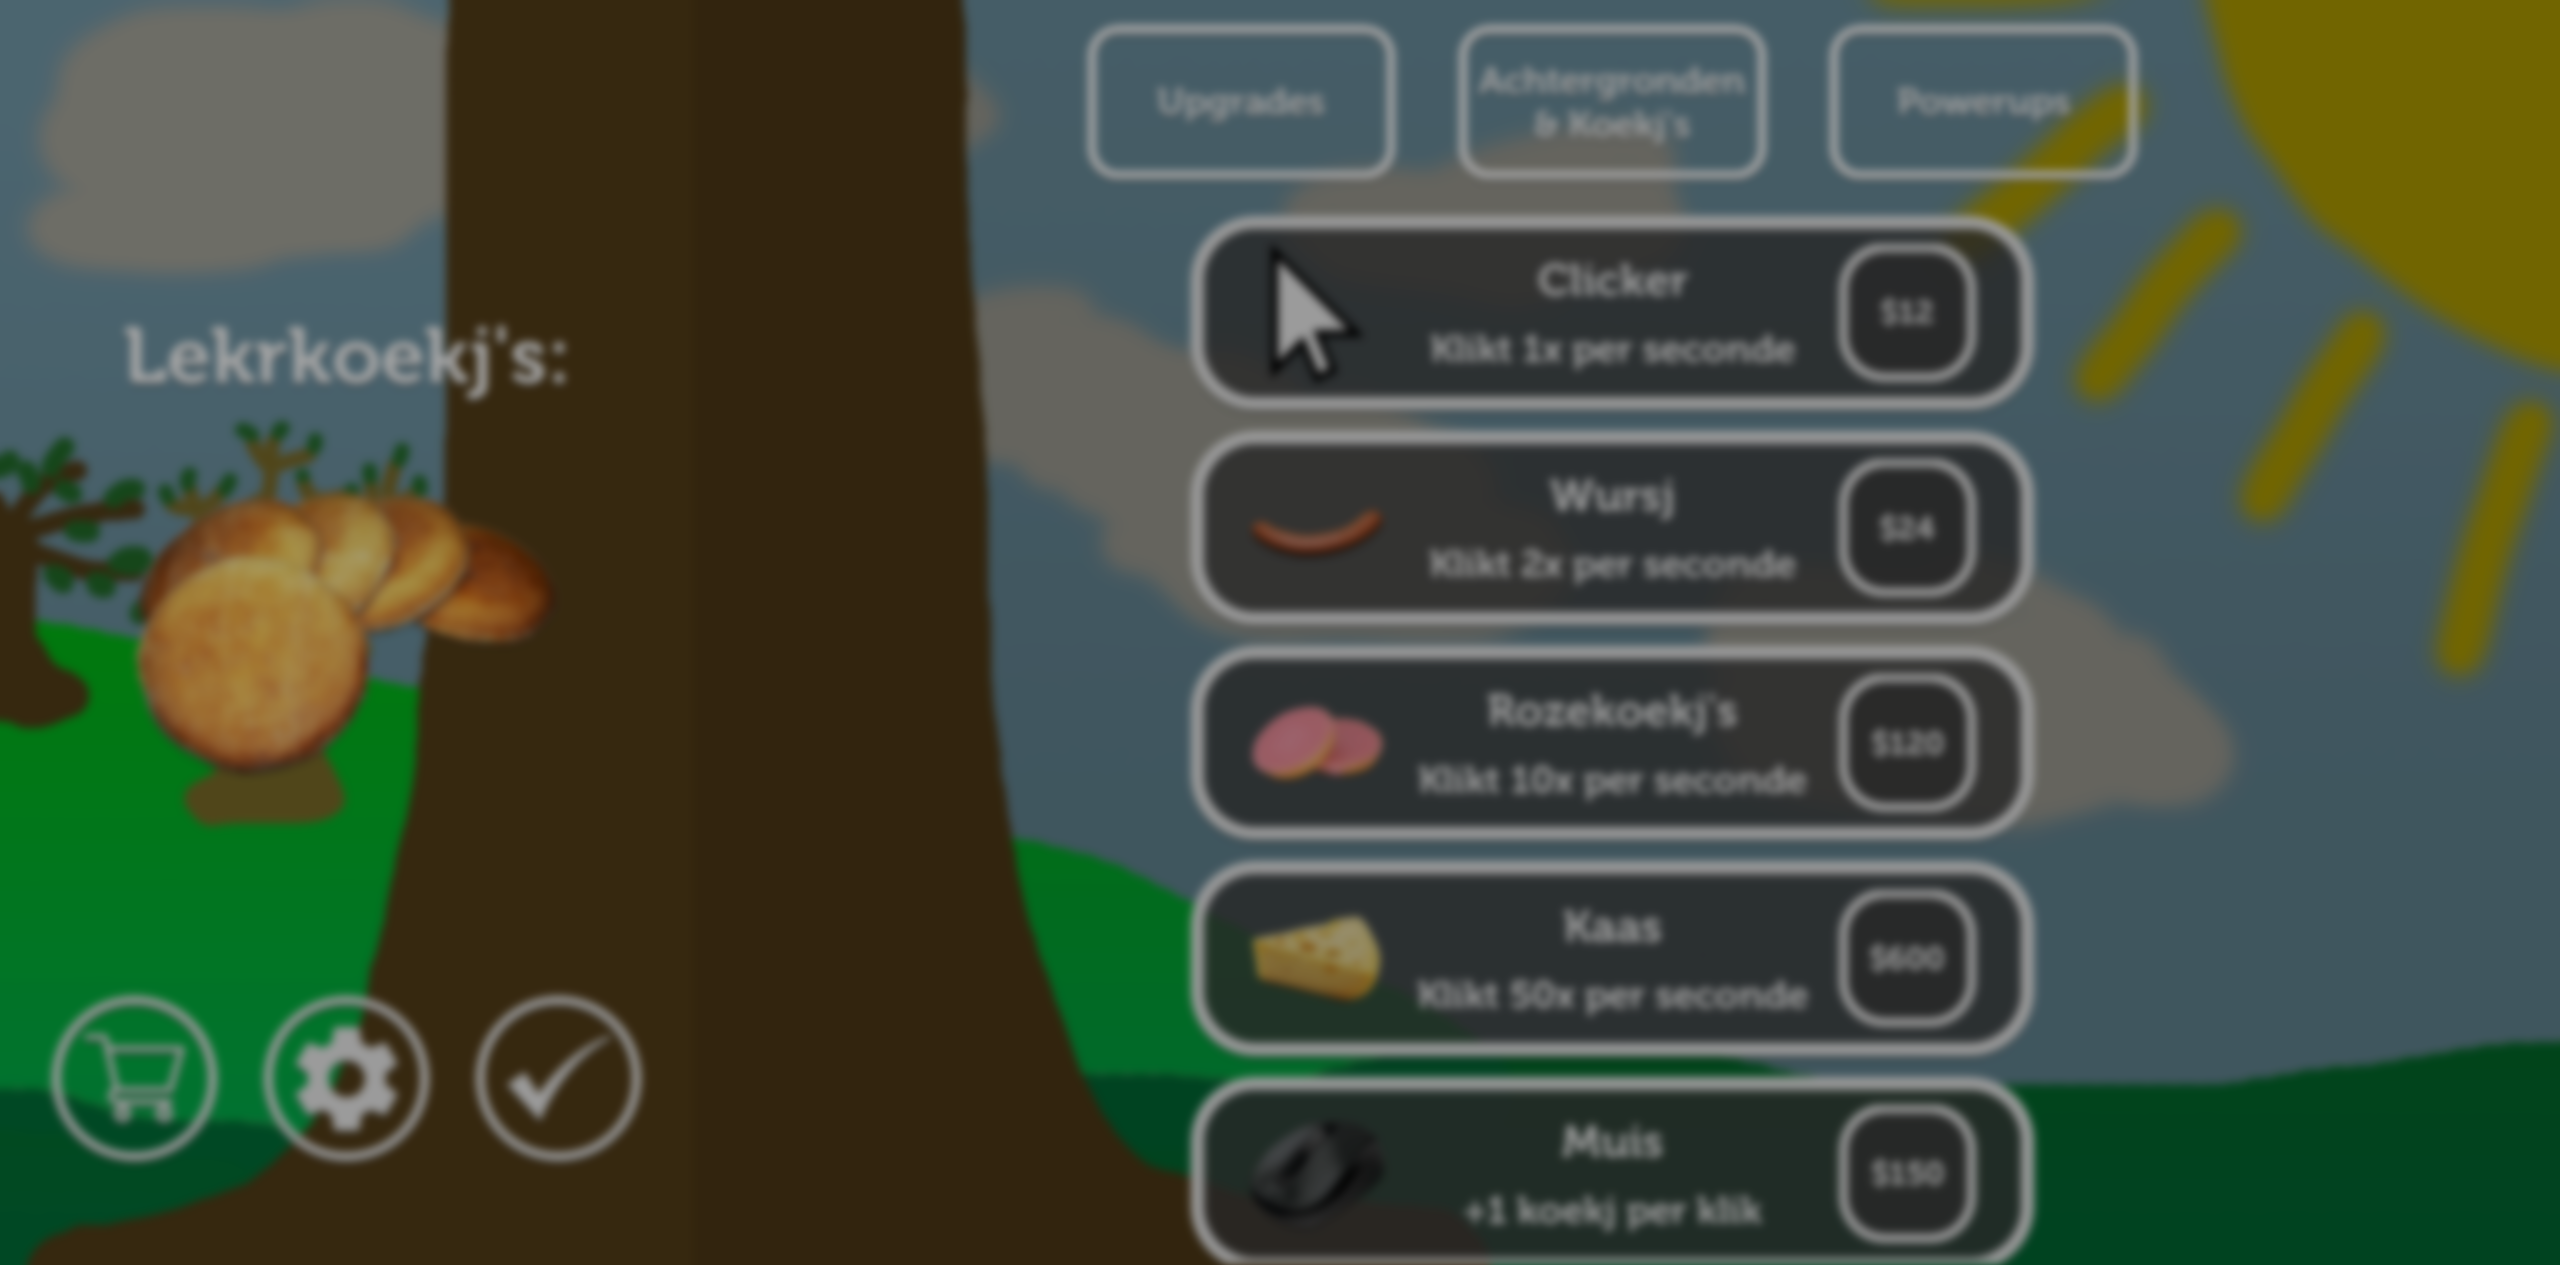 Upgrades
Achtergronden
& Koekj's
Powerups
Lekrkoekj's:
Clicker
Klikt 1x per seconde
$12
Wursj
Klikt 2x per seconde
$24
Rozekoekj's
Klikt 10x per seconde
$120
Kaas
Klikt 50x per seconde
$600
Muis
+1 koekj per klik
$150